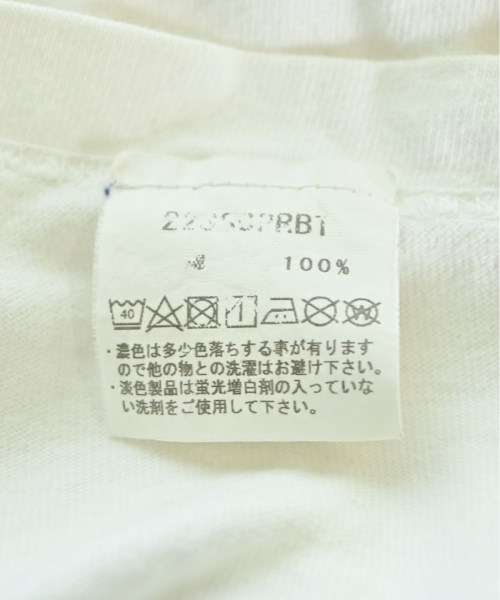 100%
40
・濃色は多少色落ちする事が有ります
ので他の物との洗濯はお避け下さい。
・淡色製品は蛍光増白剤の入っていな
い洗剤をご使用して下さい。